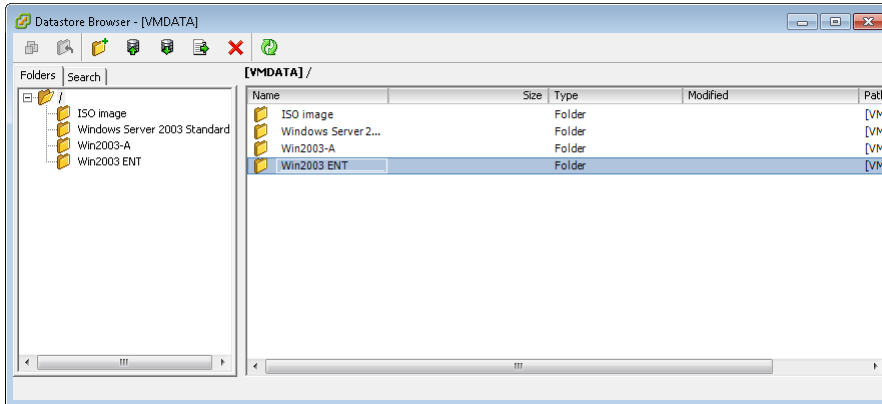 Datastore Browser - [VMDATA]
Folders Search
[VMDATA] /
/
ISO image
Windows Server 2003 Standard
Win2003-A
Win2003 ENT
Name Size Type Modified Path
ISO image Folder [VM
Windows Server 2... Folder [VM
Win2003-A Folder [VM
Win2003 ENT Folder [VM